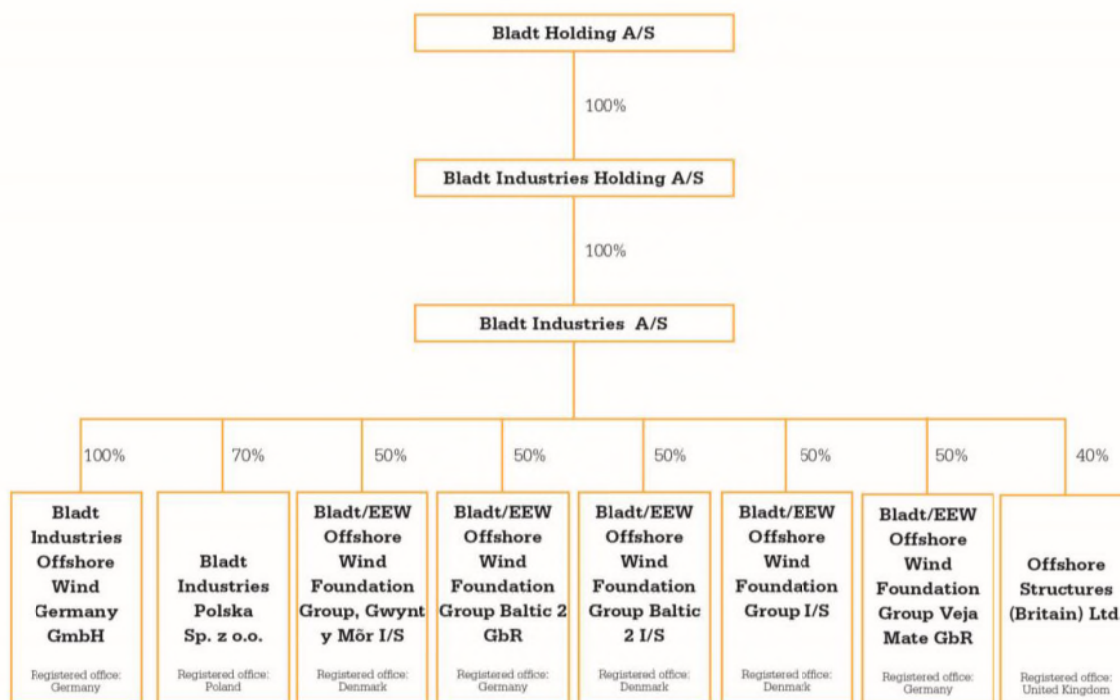 Bladt Holding A/S
100%
Bladt Industries Holding A/S
100%
Bladt Industries A/S
100%
70%
50%
50%
50%
50%
50%
40%
Bladt
Industries
Offshore
Wind
Germany
GmbH
Registered office:
Germany
Bladt
Industries
Polska
Sp. z o.o.
Registered office:
Poland
Bladt/EEW
Offshore
Wind
Foundation
Group, Gwynt
y Mõr I/S
Registered office:
Denmark
Bladt/EEW
Offshore
Wind
Foundation
Group Baltic 2
GbR
Registered office:
Germany
Bladt/EEW
Offshore
Wind
Foundation
Group Baltic
2 I/S
Registered office:
Denmark
Bladt/EEW
Offshore
Wind
Foundation
Group I/S
Registered office:
Denmark
Bladt/EEW
Offshore
Wind
Foundation
Group Veja
Mate GbR
Registered office:
Germany
Offshore
Structures
(Britain) Ltd
Registered office:
United Kingdom